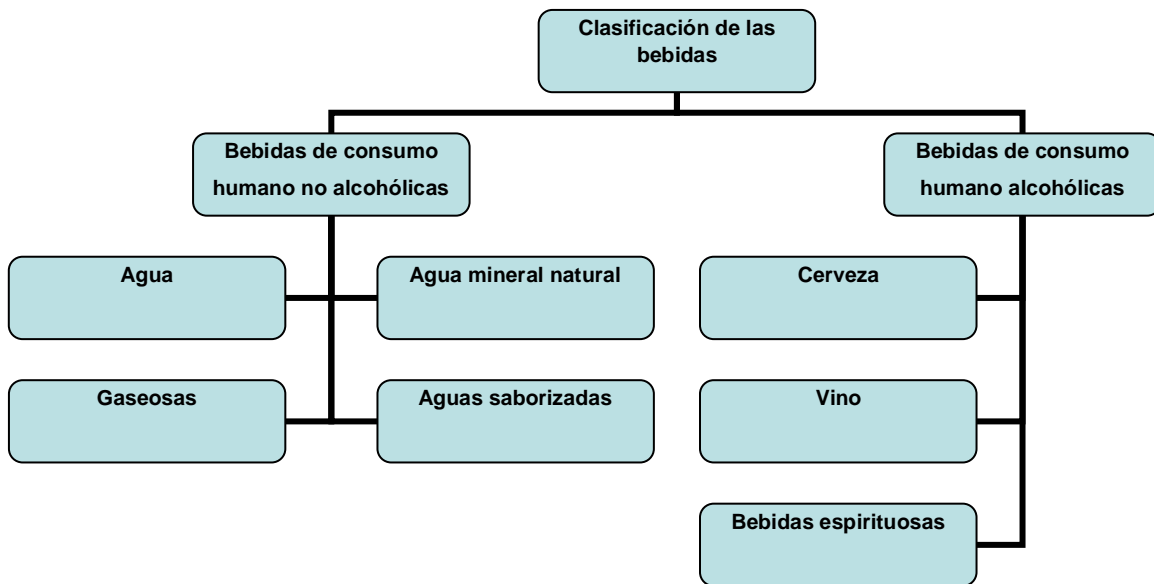 Clasificación de las
bebidas
Bebidas de consumo
humano no alcohólicas
Bebidas de consumo
humano alcohólicas
Agua
Agua mineral natural
Cerveza
Gaseosas
Aguas saborizadas
Vino
Bebidas espirituosas